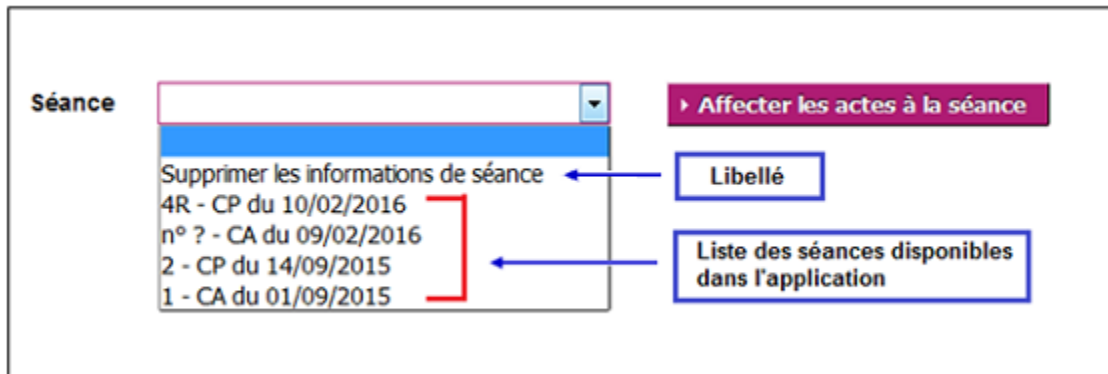 Séance
Affecter les actes à la séance
Supprimer les informations de séance
Libellé
4R - CP du 10/02/2016
n° ? - CA du 09/02/2016
2 - CP du 14/09/2015
1 - CA du 01/09/2015
Liste des séances disponibles
dans l'application